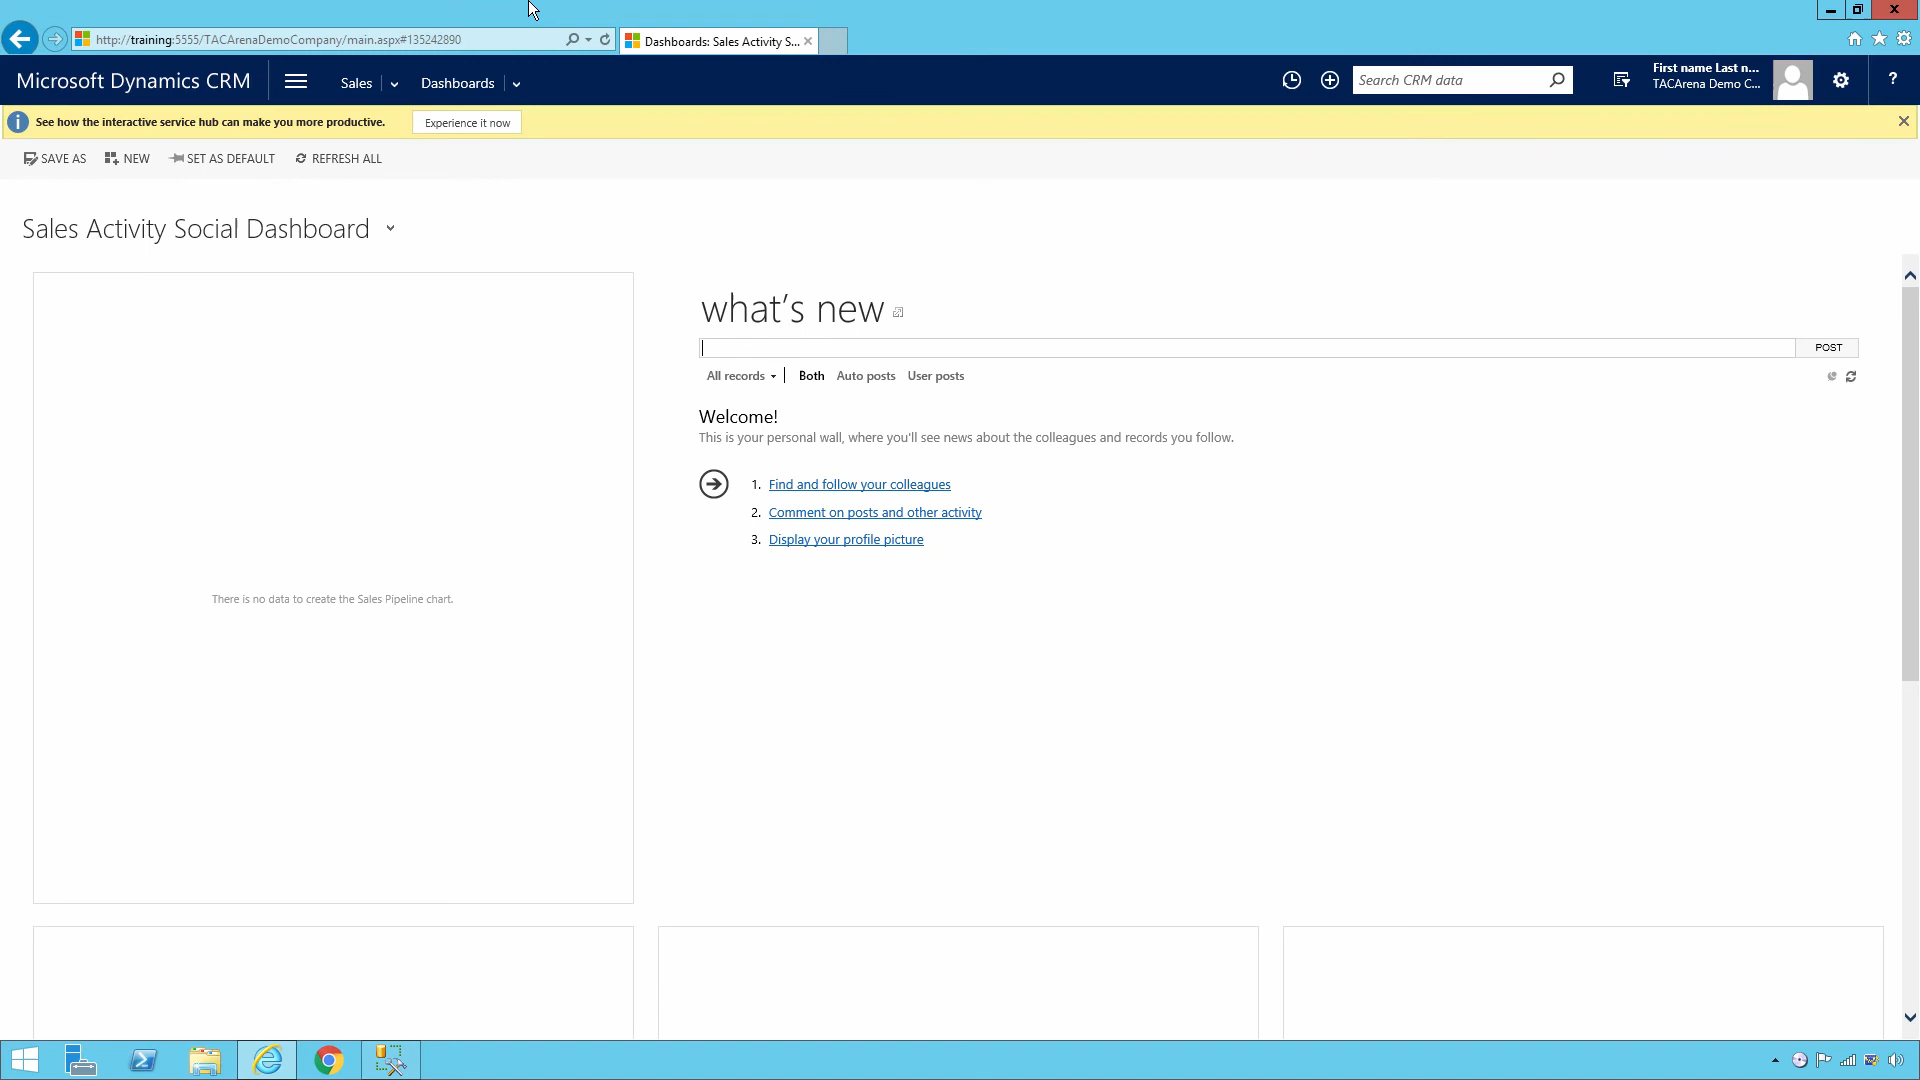 http://training:5555/TACArenaDemoCompany/main.aspx#135242890
Dashboards: Sales Activity S...
Microsoft Dynamics CRM
Sales
Dashboards
Search CRM data
First name Last n...
TACArena Demo C...
?
See how the interactive service hub can make you more productive.
Experience it now
SAVE AS
NEW
SET AS DEFAULT
REFRESH ALL
Sales Activity Social Dashboard
There is no data to create the Sales Pipeline chart.
what's new
POST
All records
Both
Auto posts
User posts
Welcome!
This is your personal wall, where you'll see news about the colleagues and records you follow.
1. Find and follow your colleagues
2. Comment on posts and other activity
3. Display your profile picture